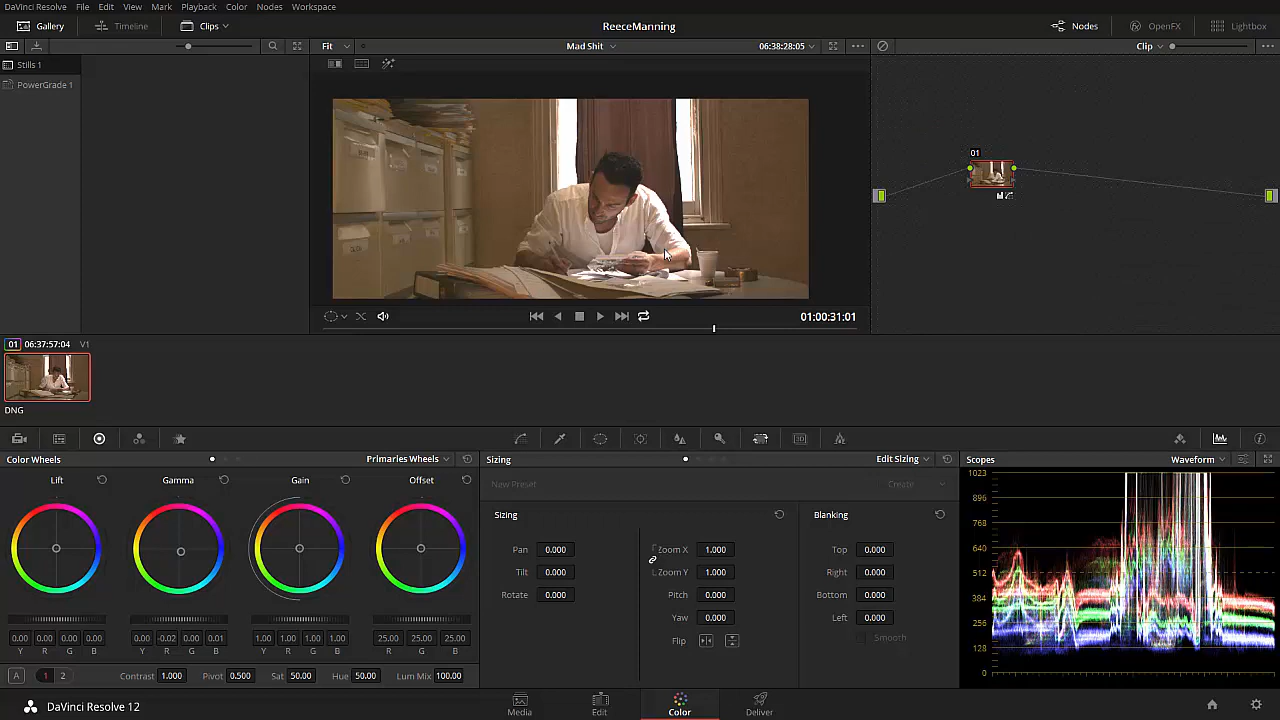 DaVinci Resolve File Edit View Mark Playback Color Nodes Workspace
Gallery Timeline Clips ReeceManning Nodes OpenFX Lightbox
Fit Mad Shit 06:38:28:05 Clip
Stills 1
PowerGrade 1
01
01:00:31:01
01 06:37:57:04 V1
DNG
Color Wheels Primaries Wheels Sizing Edit Sizing Scopes Waveform
Lift Gamma Gain Offset New Preset Create
1023
896
768
640
512
384
256
128
0
Sizing Blanking
Pan 0.000 Zoom X 1.000 Top 0.000
Tilt 0.000 Zoom Y 1.000 Right 0.000
Rotate 0.000 Pitch 0.000 Bottom 0.000
Yaw 0.000 Left 0.000
Flip Smooth
0.00 0.00 0.00 0.00 0.00 -0.02 0.00 0.01 1.00 1.00 1.00 1.00 25.00 25.00 25.00
Y R G B Y R G B Y R G B R G B
A 1 2 Contrast 1.000 Pivot 0.500 Sat 50.00 Hue 50.00 Lum Mix 100.00
DaVinci Resolve 12 Media Edit Color Deliver